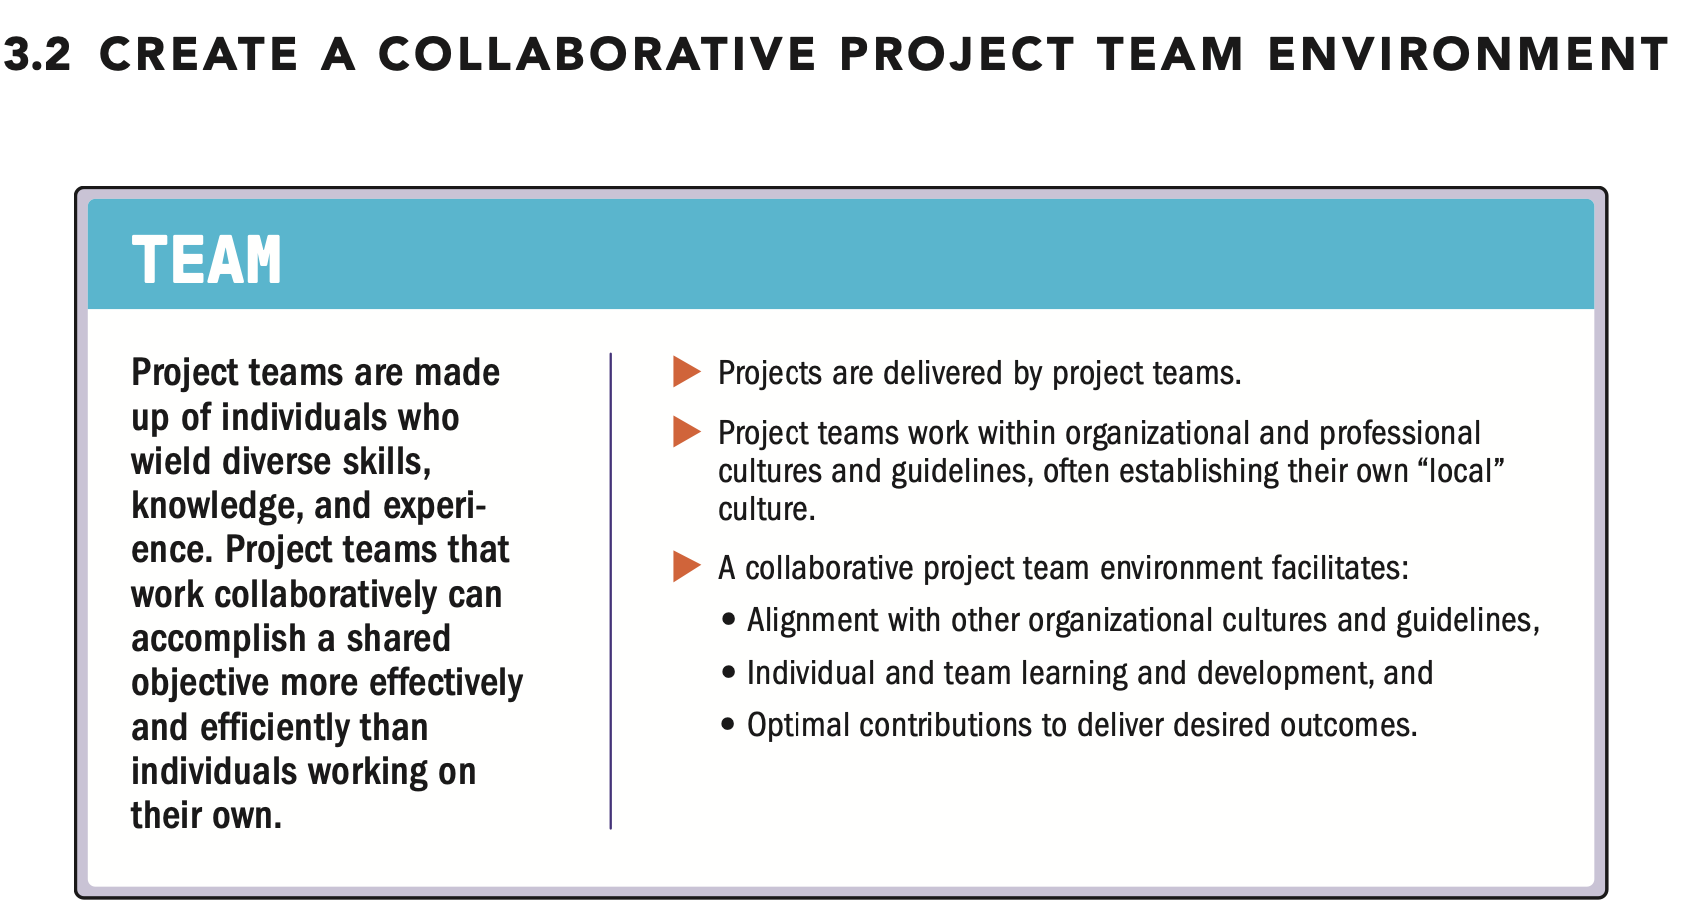 3.2 CREATE A COLLABORATIVE PROJECT TEAM ENVIRONMENT
TEAM
Project teams are made
up of individuals who
wield diverse skills,
knowledge, and experi-
ence. Project teams that
work collaboratively can
accomplish a shared
objective more effectively
and efficiently than
individuals working on
their own.
Projects are delivered by project teams.
Project teams work within organizational and professional
cultures and guidelines, often establishing their own “local”
culture.
A collaborative project team environment facilitates:
• Alignment with other organizational cultures and guidelines,
• Individual and team learning and development, and
• Optimal contributions to deliver desired outcomes.